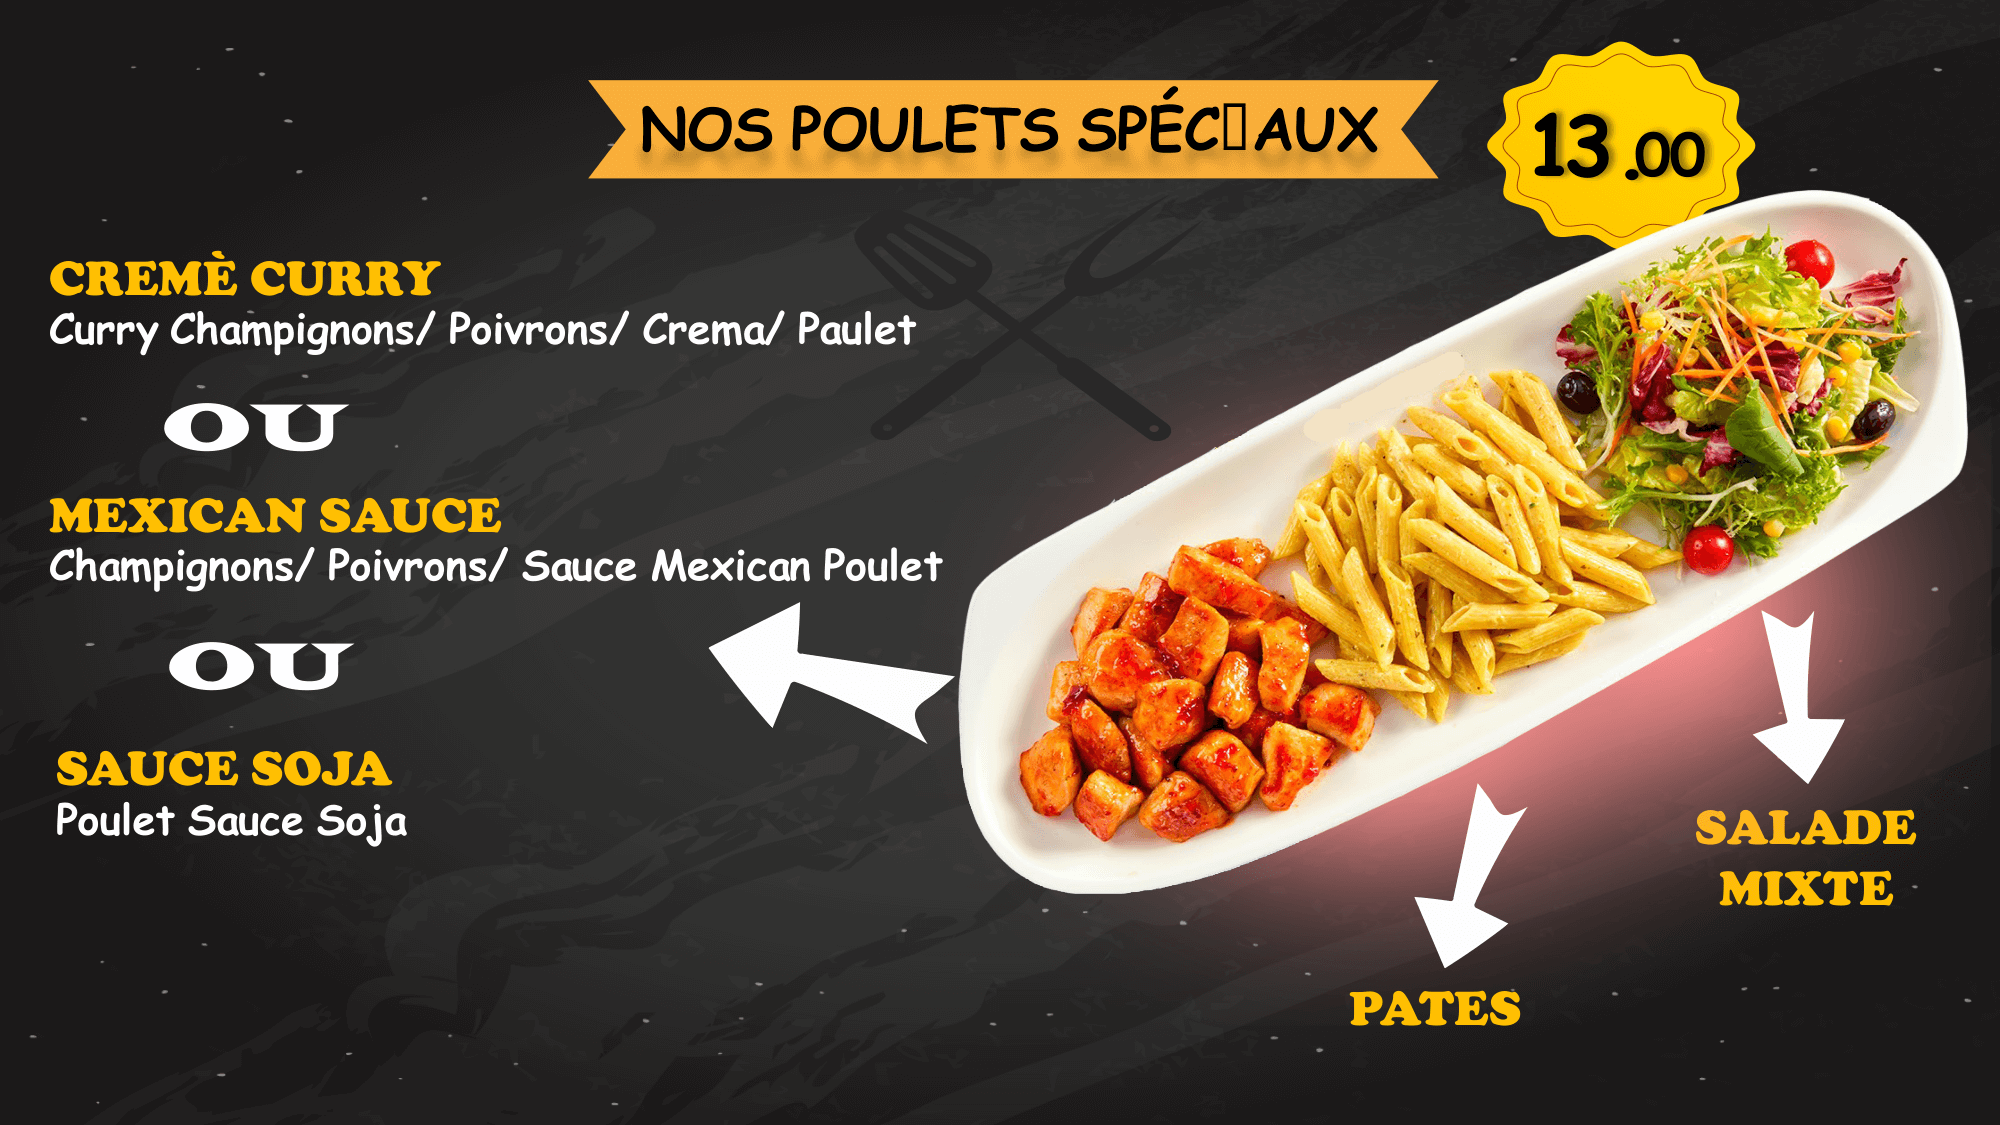 NOS POULETS SPÉC▯AUX
13.00
CREMÈ CURRY
Curry Champignons/ Poivrons/ Crema/ Paulet
OU
MEXICAN SAUCE
Champignons/ Poivrons/ Sauce Mexican Poulet
OU
SAUCE SOJA
Poulet Sauce Soja
SALADE
MIXTE
PATES